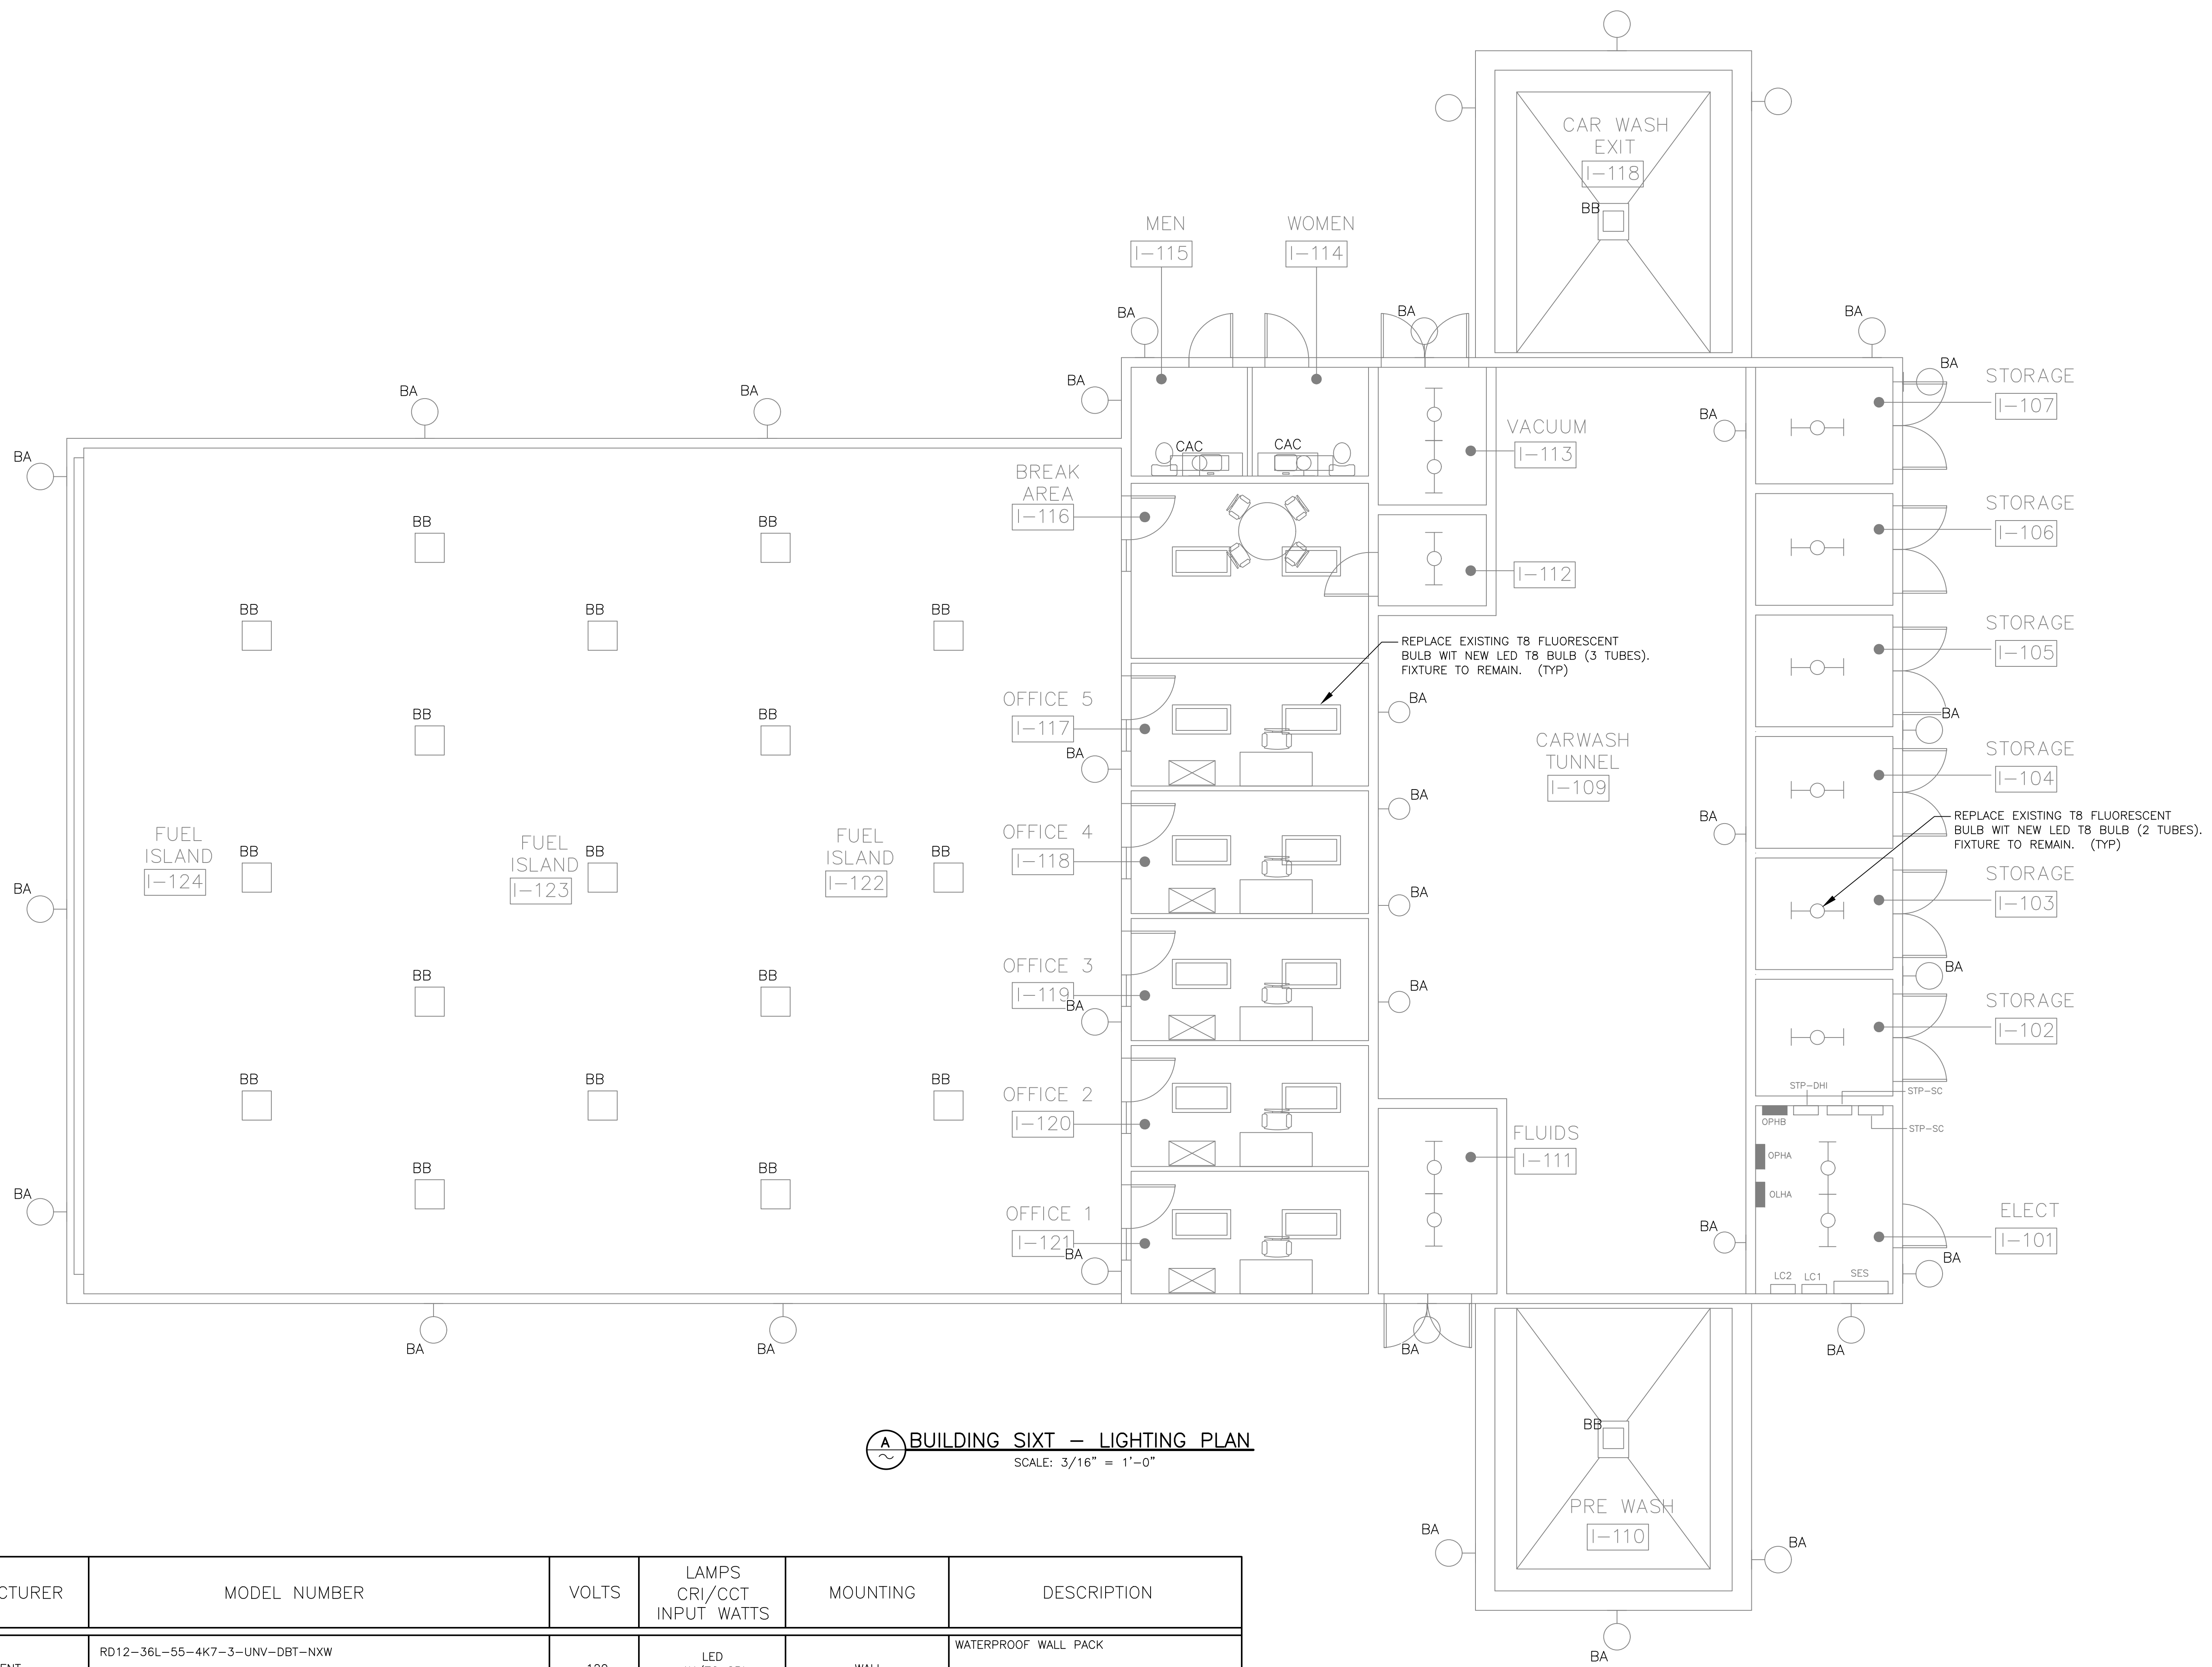 CAR WASH
EXIT
I-118
BB
MEN
I-115
WOMEN
I-114
BA
BA
BA
BA
BA
STORAGE
I-107
BA
BA
BA
BA
CAC
CAC
VACUUM
I-113
BA
BREAK
AREA
I-116
STORAGE
I-106
BB
BB
I-112
BB
BB
BB
REPLACE EXISTING T8 FLUORESCENT
BULB WIT NEW LED T8 BULB (3 TUBES).
FIXTURE TO REMAIN. (TYP)
STORAGE
I-105
OFFICE 5
I-117
BA
BA
BB
BB
BA
CARWASH
TUNNEL
I-109
STORAGE
I-104
BA
BA
REPLACE EXISTING T8 FLUORESCENT
BULB WIT NEW LED T8 BULB (2 TUBES).
FIXTURE TO REMAIN. (TYP)
FUEL
ISLAND
I-124
BB
FUEL
ISLAND
I-123
BB
FUEL
ISLAND
I-122
BB
OFFICE 4
I-118
BA
BA
STORAGE
I-103
OFFICE 3
I-119
BA
BA
BA
BB
BB
STORAGE
I-102
BB
BB
BB
OFFICE 2
I-120
STP-DHI
STP-SC
STP-SC
OPHB
OPHA
OLHA
FLUIDS
I-111
BB
BB
BA
OFFICE 1
I-121
BA
BA
ELECT
I-101
BA
LC2
LC1
SES
BA
BA
BA
BA
BUILDING SIXT - LIGHTING PLAN
A
SCALE: 3/16" = 1'-0"
BB
PRE WASH
I-110
BA
BA
BA
CTURER
MODEL NUMBER
VOLTS
LAMPS
CRI/CCT
INPUT WATTS
MOUNTING
DESCRIPTION
RD12-36L-55-4K7-3-UNV-DBT-NXW
LED
WATERPROOF WALL PACK